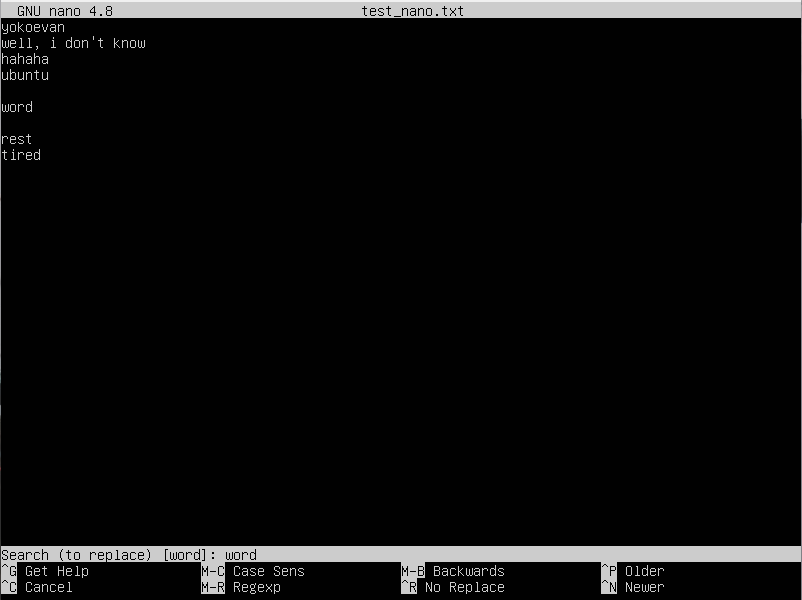 GNU nano 4.8 test_nano.txt
yokoevan
well, i don't know
hahaha
ubuntu
word
rest
tired
Search (to replace) [word]: word
^G Get Help M-C Case Sens M-B Backwards ^P Older
^C Cancel M-R Regexp ^R No Replace ^N Newer